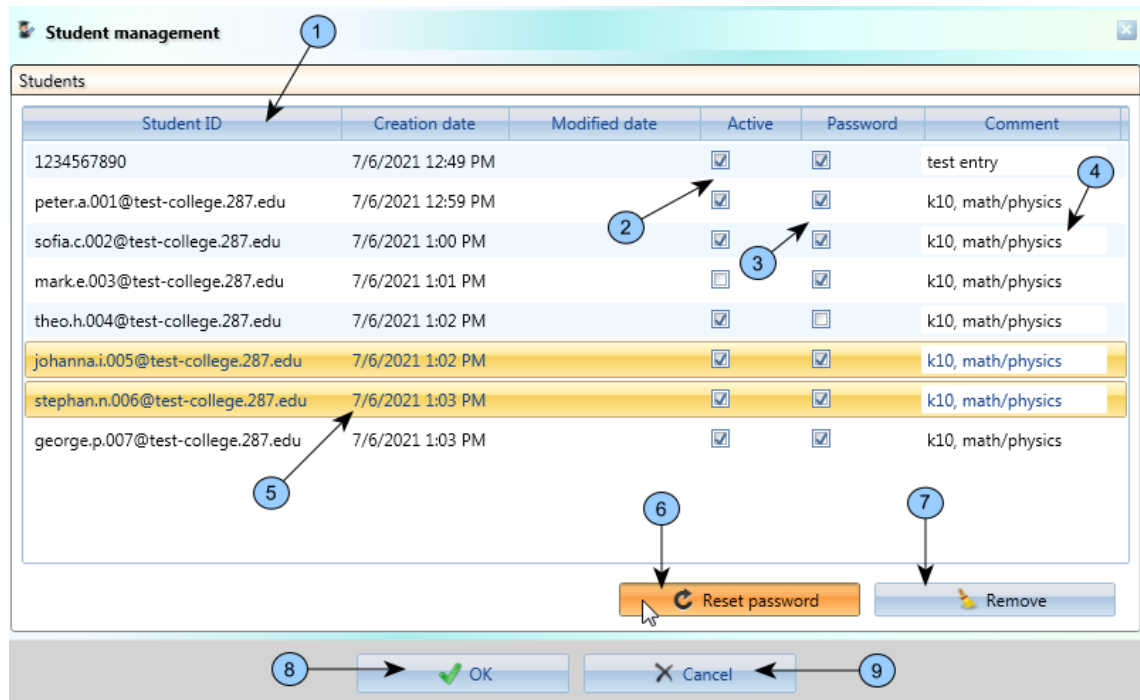 Student management
1
Students
Student ID Creation date Modified date Active Password Comment
1234567890 7/6/2021 12:49 PM test entry
4
peter.a.001@test-college.287.edu 7/6/2021 12:59 PM k10, math/physics
2
sofia.c.002@test-college.287.edu 7/6/2021 1:00 PM k10, math/physics
3
mark.e.003@test-college.287.edu 7/6/2021 1:01 PM k10, math/physics
theo.h.004@test-college.287.edu 7/6/2021 1:02 PM k10, math/physics
johanna.i.005@test-college.287.edu 7/6/2021 1:02 PM k10, math/physics
stephan.n.006@test-college.287.edu 7/6/2021 1:03 PM k10, math/physics
george.p.007@test-college.287.edu 7/6/2021 1:03 PM k10, math/physics
5
6
7
Reset password Remove
8 OK Cancel 9